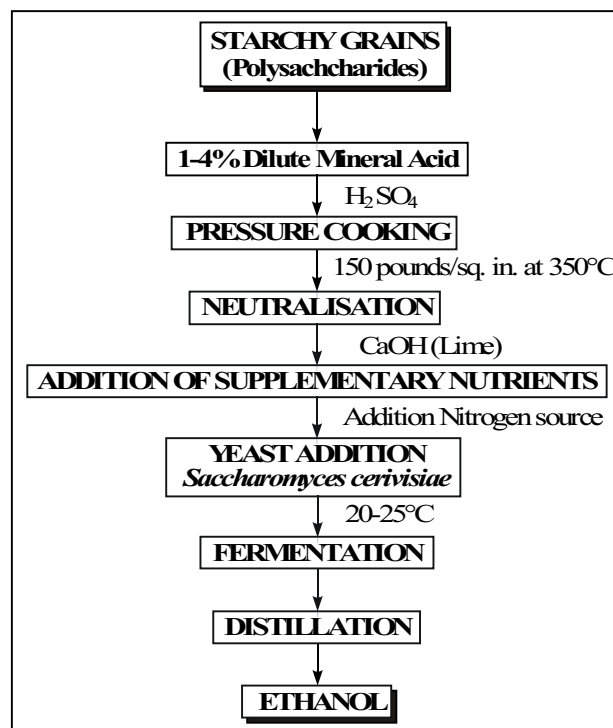 STARCHY GRAINS
(Polysachcharides)
1-4% Dilute Mineral Acid
H₂SO₄
PRESSURE COOKING
150 pounds/sq. in. at 350°C
NEUTRALISATION
CaOH (Lime)
ADDITION OF SUPPLEMENTARY NUTRIENTS
Addition Nitrogen source
YEAST ADDITION
Saccharomyces cerivisiae
20-25°C
FERMENTATION
DISTILLATION
ETHANOL